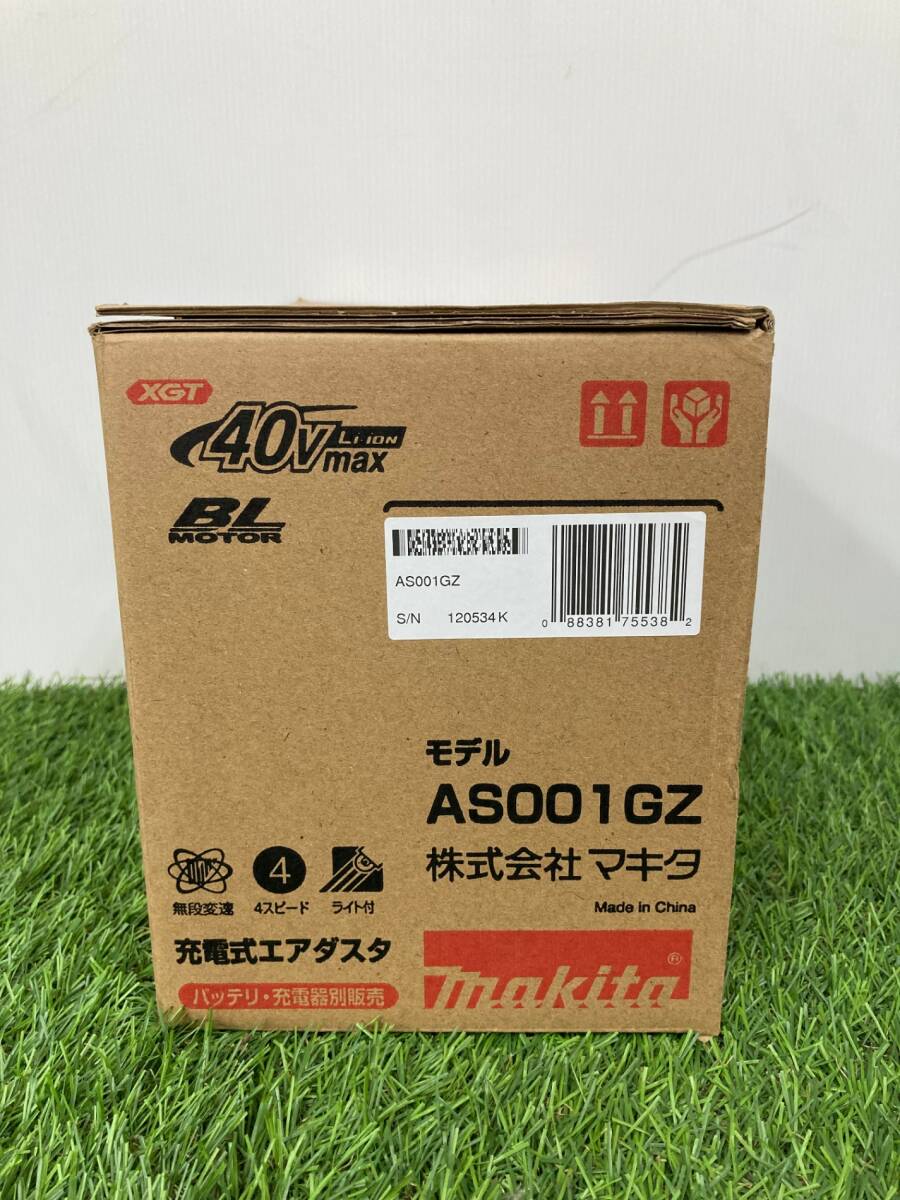 XGT
40Vmax Li-ION
BL
MOTOR
AS001GZ
S/N 120534K
0 88381 75538 2
モデル
AS001GZ
株式会社 マキタ
Made in China
4
無段変速 4スピード ライト付
充電式エアダスタ
バッテリ・充電器別販売
makita®